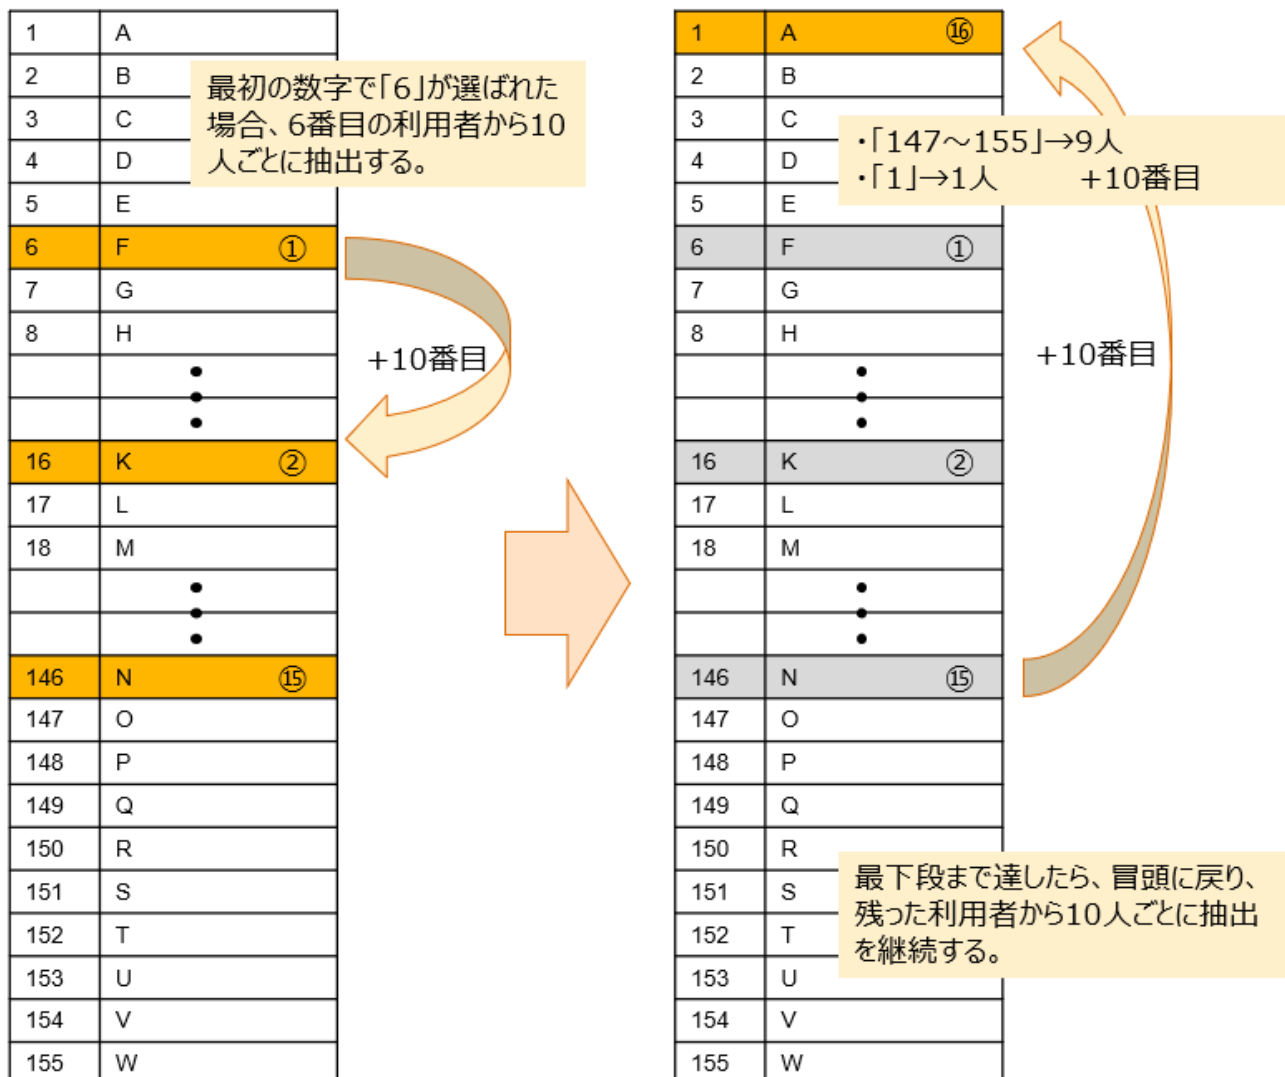 1 A
2 B
3 C
4 D
5 E
6 F ①
7 G
8 H
16 K ②
17 L
18 M
146 N ⑮
147 O
148 P
149 Q
150 R
151 S
152 T
153 U
154 V
155 W
最初の数字で「6」が選ばれた
場合、6番目の利用者から10
人ごとに抽出する。
+10番目
1 A ⑯
2 B
3 C
4 D
5 E
6 F ①
7 G
8 H
16 K ②
17 L
18 M
146 N ⑮
147 O
148 P
149 Q
150 R
151 S
152 T
153 U
154 V
155 W
・「147~155」→9人
・「1」→1人 +10番目
+10番目
最下段まで達したら、冒頭に戻り、
残った利用者から10人ごとに抽出
を継続する。